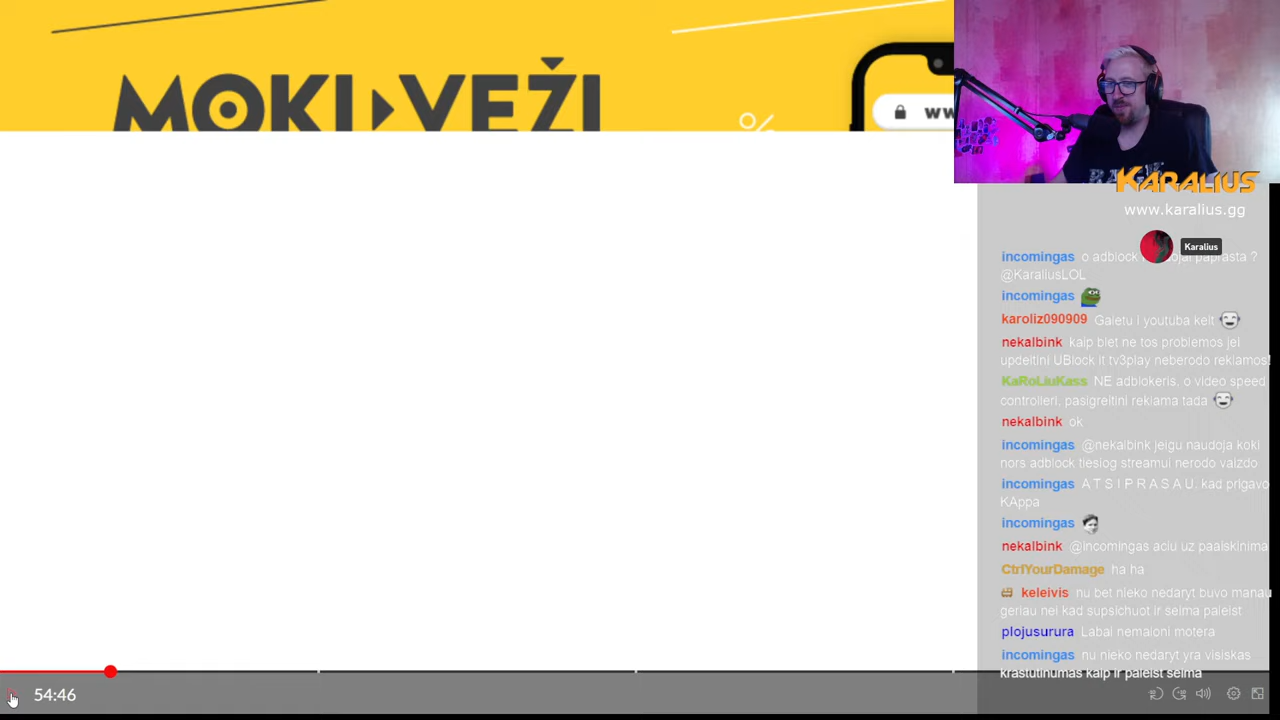 MOKI VEŽI
%
ww
KARALIUS
www.karalius.gg
Karalius
incomingas o adblock paprasta ?
@KaraliusLOL
incomingas
karoliz090909 Galetu i youtuba kelt
nekalbink kaip blet ne tos problemos jei
updeitini UBlock it tv3play neberodo reklamos!
KaRoLiuKass NE adblokeris, o video speed
controlleri, pasigreitini reklama tada
nekalbink ok
incomingas @nekalbink jeigu naudoja koki
nors adblock tiesiog streamui nerodo vaizdo
incomingas A T S I P R A S A U, kad prigavo
KAppa
incomingas
nekalbink @incomingas aciu uz paaiskinima
CtrlYourDamage ha ha
keleivis nu bet nieko nedaryt buvo manau
geriau nei kad supsichuot ir seima paleist
plojusurura Labai nemaloni motera
incomingas nu nieko nedaryt yra visiskas
krastutinumas kaip ir paleist seima
54:46